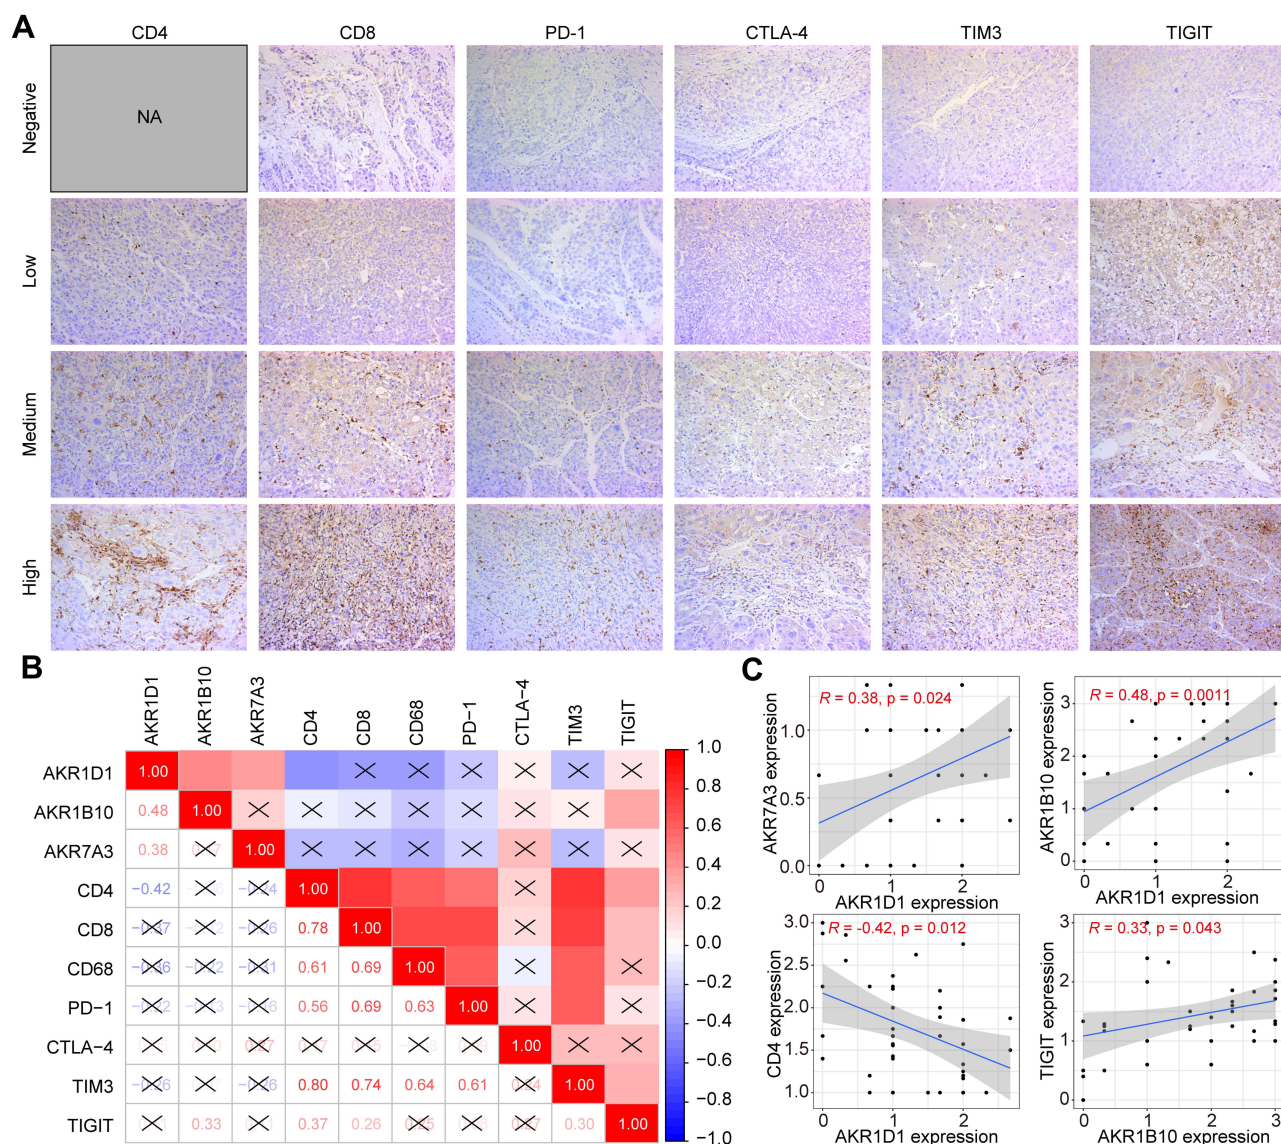 A
CD4 CD8 PD-1 CTLA-4 TIM3 TIGIT
Negative
NA
Low
Medium
High
B
AKR1D1 AKR1B10 AKR7A3 CD4 CD8 CD68 PD-1 CTLA-4 TIM3 TIGIT
AKR1D1 1.00
AKR1B10 0.48 1.00
AKR7A3 0.38 1.00
CD4 −0.42 1.00
CD8 0.78 1.00
CD68 0.61 0.69 1.00
PD-1 0.56 0.69 0.63 1.00
CTLA-4 1.00
TIM3 −0.26 0.80 0.74 0.64 0.61 1.00
TIGIT 0.33 0.37 0.26 0.30 1.00
1.0
0.8
0.6
0.4
0.2
0.0
−0.2
−0.4
−0.6
−0.8
−1.0
C
R = 0.38, p = 0.024
AKR7A3 expression
1.0
0.5
0.0
0 1 2
AKR1D1 expression
R = 0.48, p = 0.0011
AKR1B10 expression
3
2
1
0
0 1 2
AKR1D1 expression
R = -0.42, p = 0.012
CD4 expression
3.0
2.5
2.0
1.5
1.0
0 1 2
AKR1D1 expression
R = 0.33, p = 0.043
TIGIT expression
3
2
1
0
0 1 2 3
AKR1B10 expression